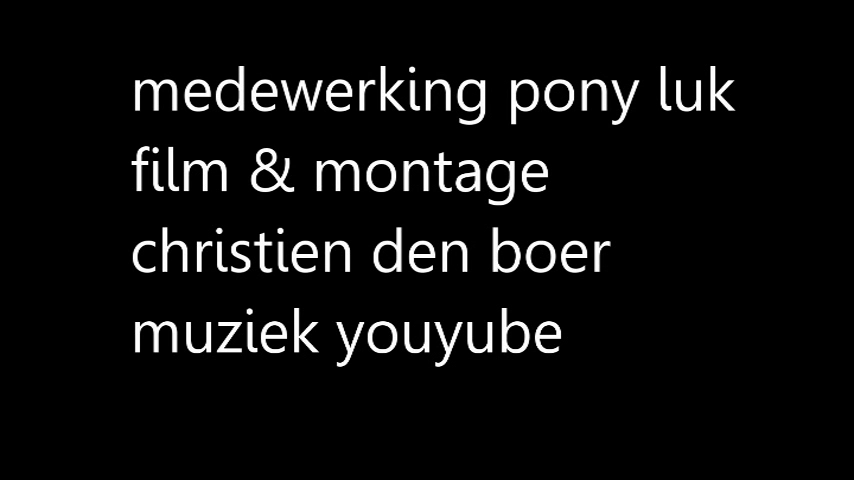 medewerking pony luk
film & montage
christien den boer
muziek youyube